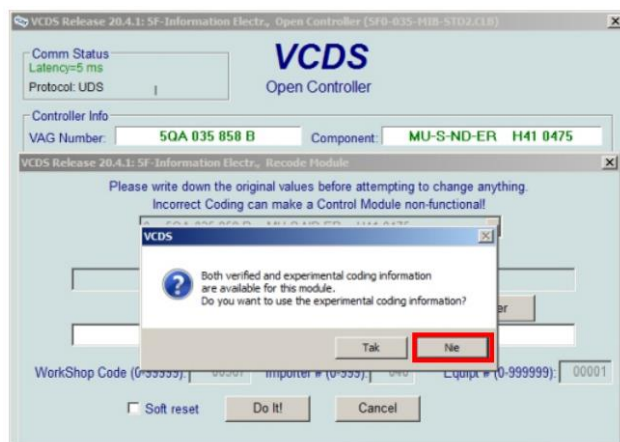 VCDS Release 20.4.1: 5F-Information Electr., Open Controller (5F0-035-MIB-STD2.CLB)
Comm Status
Latency=5 ms
Protocol: UDS
VCDS
Open Controller
Controller Info
VAG Number: 5QA 035 858 B Component: MU-S-ND-ER H41 0475
VCDS Release 20.4.1: 5F-Information Electr., Recode Module
Please write down the original values before attempting to change anything.
Incorrect Coding can make a Control Module non-functional!
VCDS
Both verified and experimental coding information
are available for this module.
Do you want to use the experimental coding information?
Tak Nie
WorkShop Code (0-99999): Importer # (0-999): Equipt # (0-999999): 00001
Soft reset Do It! Cancel